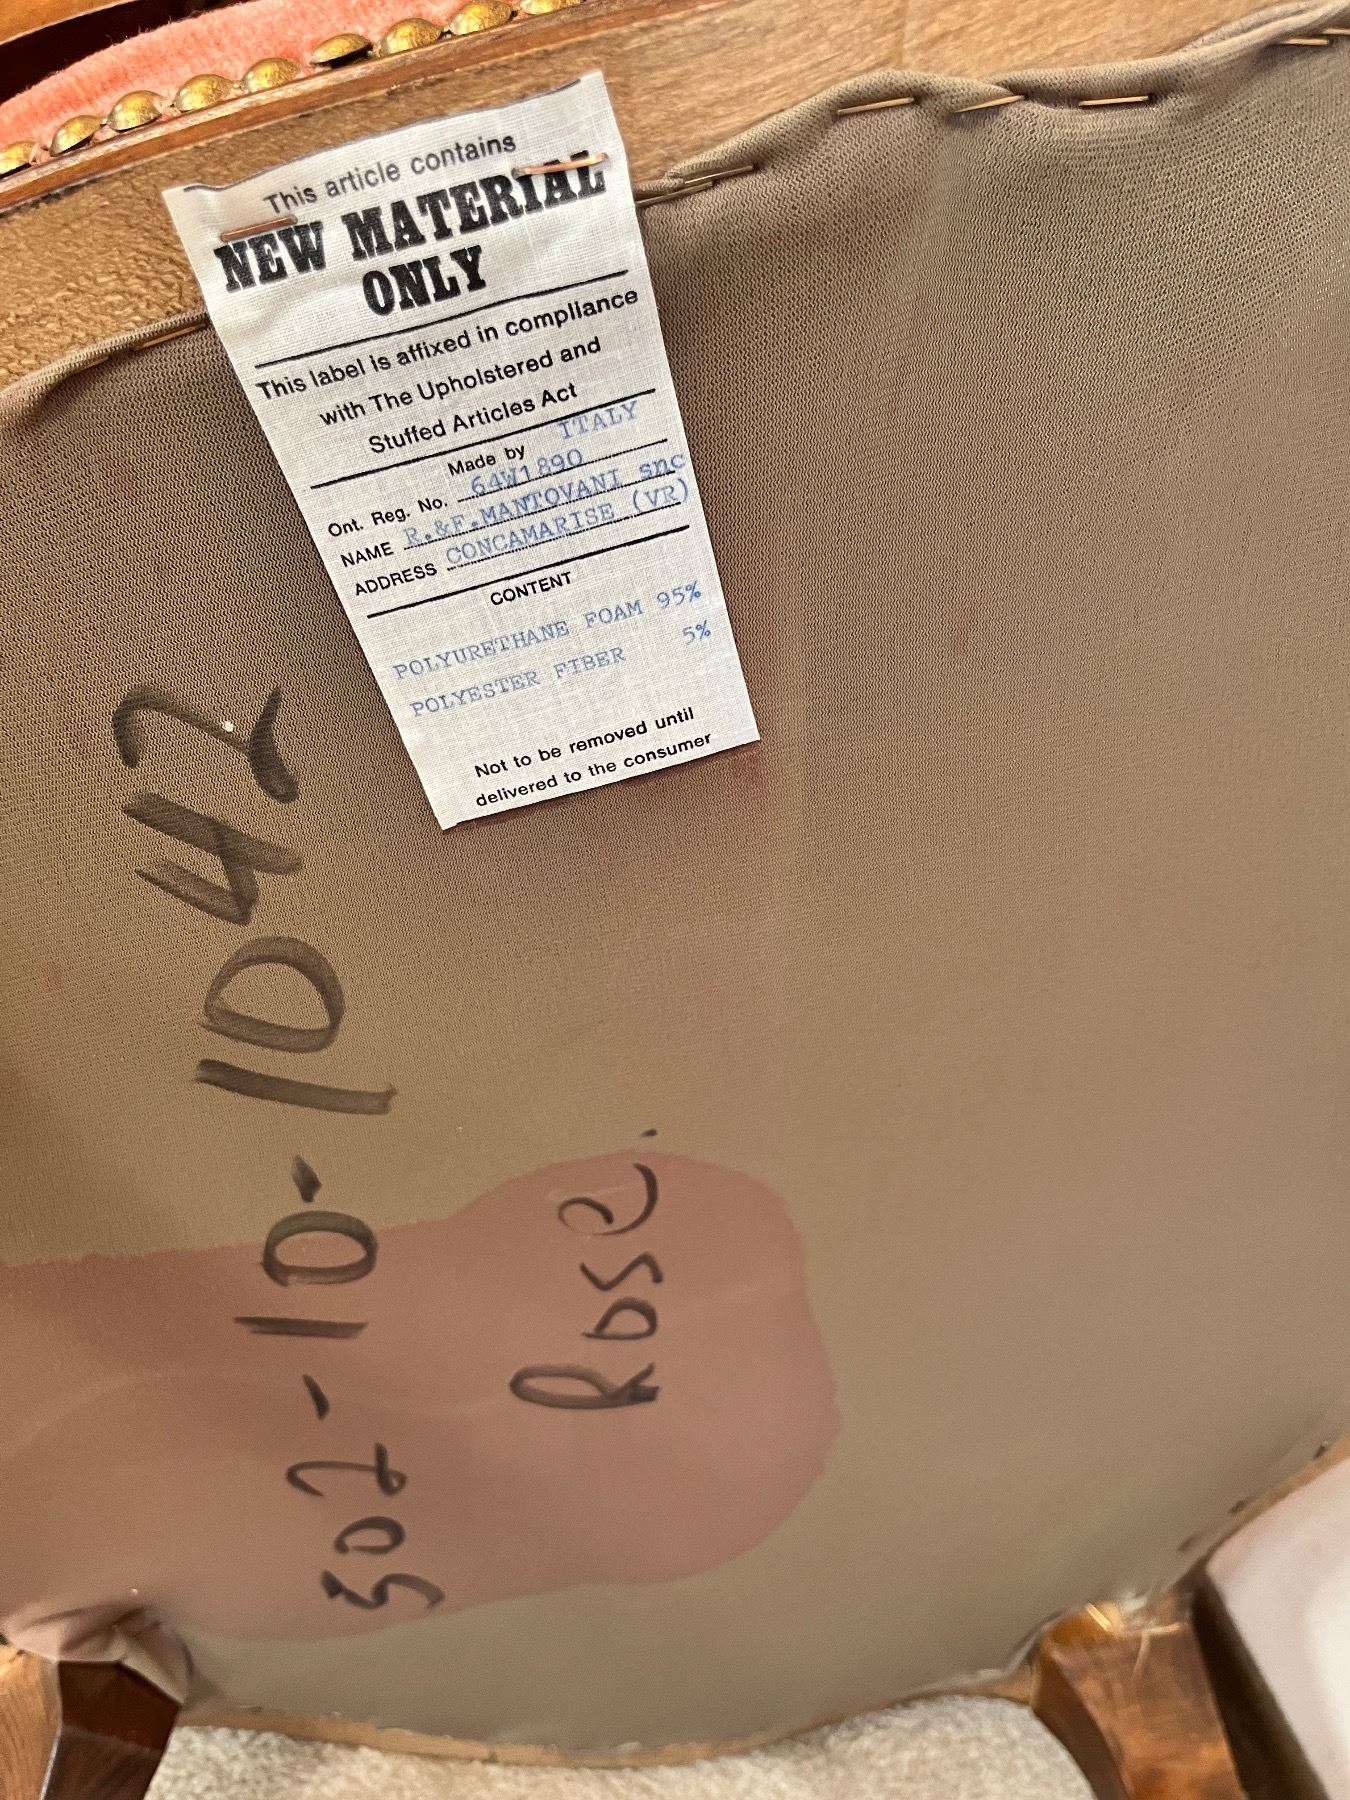 This article contains
NEW MATERIAL
ONLY
This label is affixed in compliance
with The Upholstered and
Stuffed Articles Act
Made by ITALY
Ont. Reg. No. 64W1890
NAME R.&F.MANTOVANI snc
ADDRESS CONCAMARISE (VR)
CONTENT
POLYURETHANE FOAM 95%
POLYESTER FIBER 5%
Not to be removed until
delivered to the consumer
502-10-1042
Rose